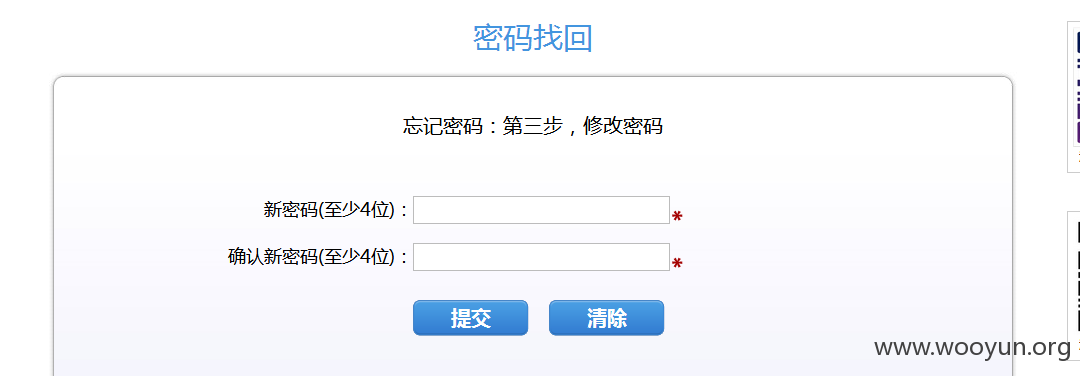 密码找回
忘记密码：第三步，修改密码
新密码(至少4位)：
*
确认新密码(至少4位)：
*
提交 清除
www.wooyun.org